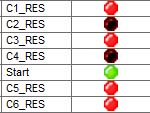 C1_RES
C2_RES
C3_RES
C4_RES
Start
C5_RES
C6_RES